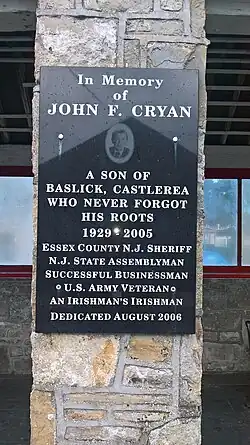 In Memory
of
JOHN F. CRYAN
A SON OF
BASLICK, CASTLEREA
WHO NEVER FORGOT
HIS ROOTS
1929 - 2005
ESSEX COUNTY N.J. SHERIFF
N.J. STATE ASSEMBLYMAN
SUCCESSFUL BUSINESSMAN
U.S. ARMY VETERAN
AN IRISHMAN'S IRISHMAN
DEDICATED AUGUST 2006